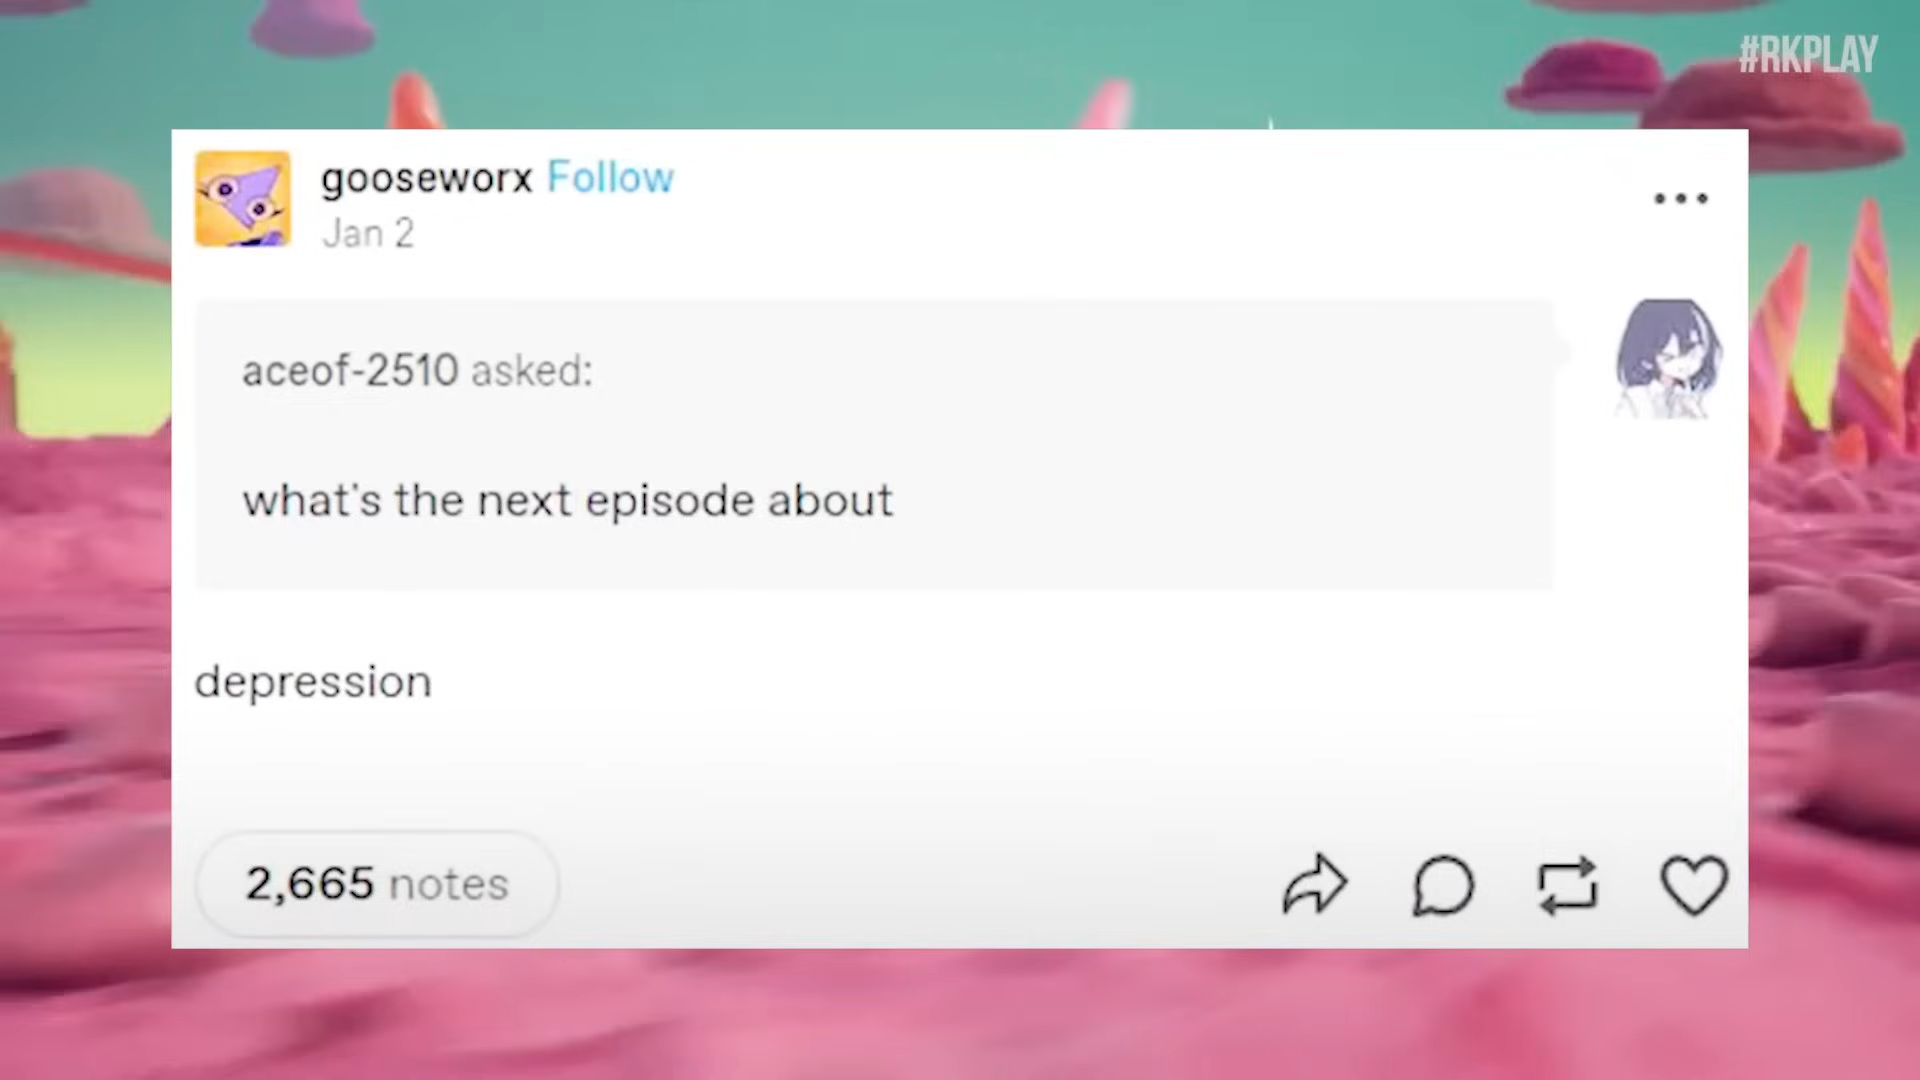 #RKPLAY
gooseworx Follow
Jan 2
aceof-2510 asked:
what's the next episode about
depression
2,665 notes